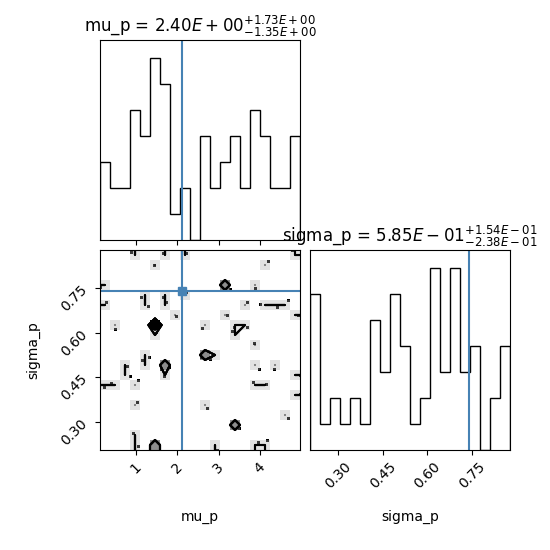 mu_p = 2.40E+00+1.73E+00−1.35E+00
sigma_p = 5.85E−01+1.54E−01−2.38E−01
sigma_p
0.75
0.60
0.45
0.30
1 2 3 4
0.30 0.45 0.60 0.75
mu_p
sigma_p